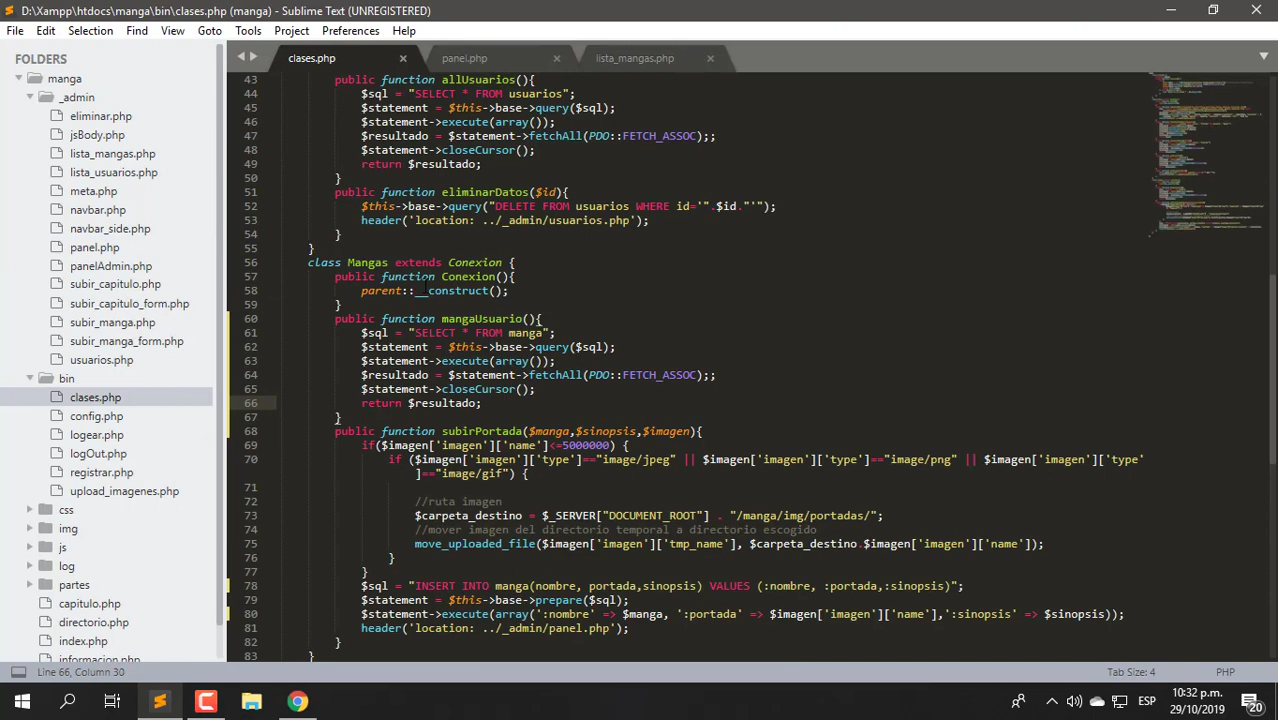 D:\Xampp\htdocs\manga\bin\clases.php (manga) - Sublime Text (UNREGISTERED)
File Edit Selection Find View Goto Tools Project Preferences Help
FOLDERS
manga
_admin
eliminar.php
jsBody.php
lista_mangas.php
lista_usuarios.php
meta.php
navbar.php
navbar_side.php
panel.php
panelAdmin.php
subir_capitulo.php
subir_capitulo_form.php
subir_manga.php
subir_manga_form.php
usuarios.php
bin
clases.php
config.php
logear.php
logOut.php
registrar.php
upload_imagenes.php
css
img
js
log
partes
capitulo.php
directorio.php
index.php
informacion.php
clases.php panel.php lista_mangas.php
43 public function allUsuarios(){
44 $sql = "SELECT * FROM usuarios";
45 $statement = $this->base->query($sql);
46 $statement->execute(array());
47 $resultado = $statement->fetchAll(PDO::FETCH_ASSOC);;
48 $statement->closeCursor();
49 return $resultado;
50 }
51 public function eliminarDatos($id){
52 $this->base->query("DELETE FROM usuarios WHERE id='".$id."'");
53 header('location: ../_admin/usuarios.php');
54 }
55 }
56 class Mangas extends Conexion {
57 public function Conexion(){
58 parent::__construct();
59 }
60 public function mangaUsuario(){
61 $sql = "SELECT * FROM manga";
62 $statement = $this->base->query($sql);
63 $statement->execute(array());
64 $resultado = $statement->fetchAll(PDO::FETCH_ASSOC);;
65 $statement->closeCursor();
66 return $resultado;
67 }
68 public function subirPortada($manga,$sinopsis,$imagen){
69 if($imagen['imagen']['name']<=5000000) {
70 if ($imagen['imagen']['type']=="image/jpeg" || $imagen['imagen']['type']=="image/png" || $imagen['imagen']['type'
]=="image/gif") {
71
72 //ruta imagen
73 $carpeta_destino = $_SERVER["DOCUMENT_ROOT"] . "/manga/img/portadas/";
74 //mover imagen del directorio temporal a directorio escogido
75 move_uploaded_file($imagen['imagen']['tmp_name'], $carpeta_destino.$imagen['imagen']['name']);
76 }
77 }
78 $sql = "INSERT INTO manga(nombre, portada,sinopsis) VALUES (:nombre, :portada,:sinopsis)";
79 $statement = $this->base->prepare($sql);
80 $statement->execute(array(':nombre' => $manga, ':portada' => $imagen['imagen']['name'],':sinopsis' => $sinopsis));
81 header('location: ../_admin/panel.php');
82 }
83 }
Line 66, Column 30 Tab Size: 4 PHP
ESP
10:32 p.m.
29/10/2019
20